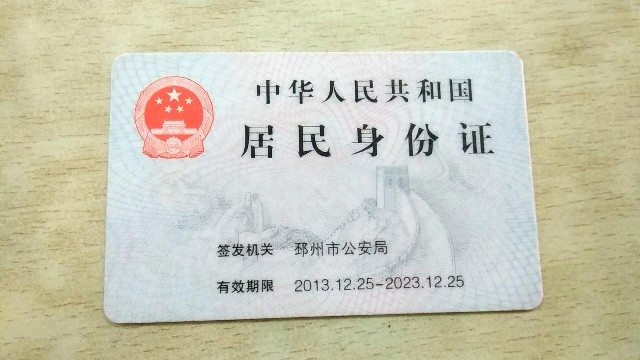 中华人民共和国
居民身份证
签发机关 邳州市公安局
有效期限 2013.12.25-2023.12.25